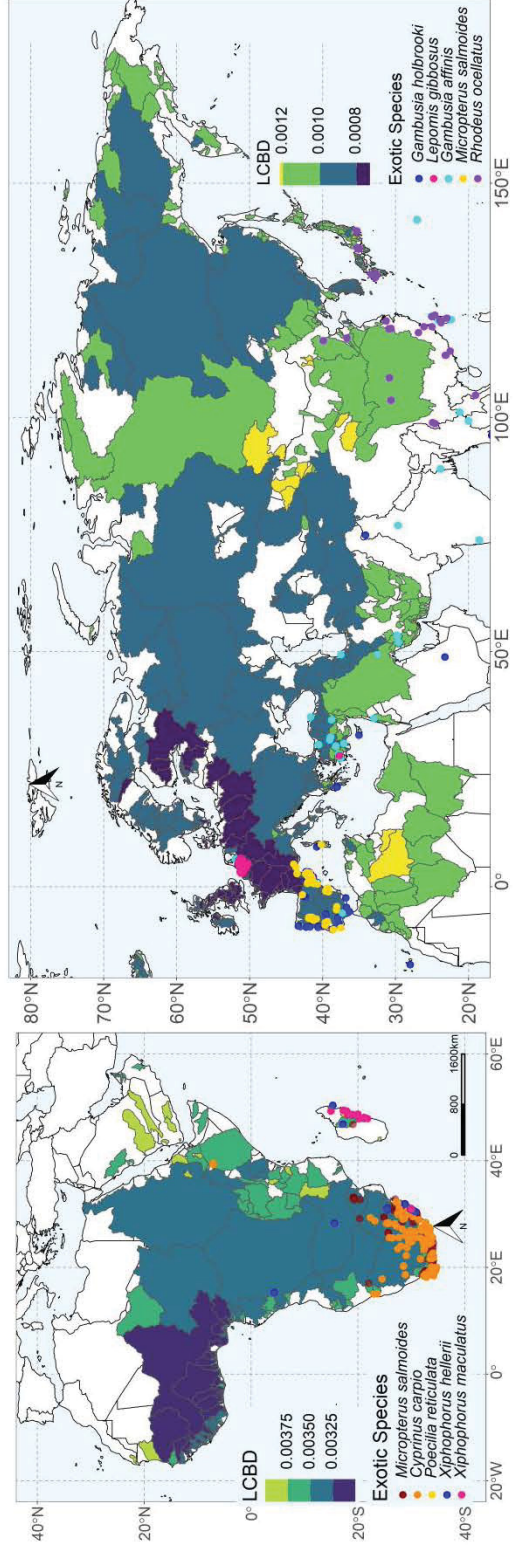 40°N
20°N
0°
20°S
40°S
20°W
0°
20°E
40°E
60°E
LCBD
0.00375
0.00350
0.00325
Exotic Species
Micropterus salmoides
Cyprinus carpio
Poecilia reticulata
Xiphophorus hellerii
Xiphophorus maculatus
N
0 800 1600km
80°N
70°N
60°N
50°N
40°N
30°N
20°N
0°
50°E
100°E
150°E
N
LCBD
0.0012
0.0010
0.0008
Exotic Species
Gambusia holbrooki
Lepomis gibbosus
Gambusia affinis
Micropterus salmoides
Rhodeus ocellatus